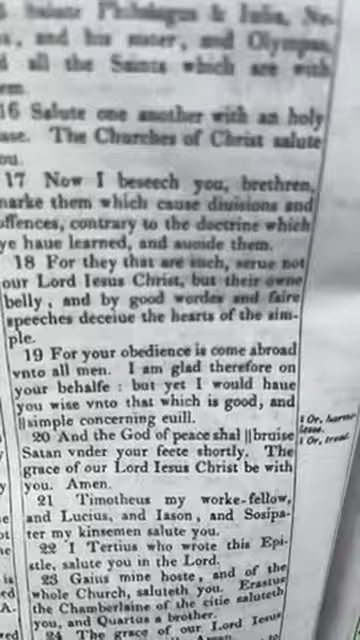 Salute Philologus & Iulia, Ne-
and his sister, and Olympas,
all the Saints which are with
em.
16 Salute one another with an holy
sse. The Churches of Christ salute
ou.
17 Now I beseech you, brethren,
marke them which cause diuisions and
offences, contrary to the doctrine which
ye haue learned, and auoide them.
18 For they that are such, serue not
our Lord Iesus Christ, but their owne
belly, and by good wordes and faire
speeches deceiue the hearts of the sim-
ple.
19 For your obedience is come abroad
vnto all men. I am glad therefore on
your behalfe : but yet I would haue
you wise vnto that which is good, and
||simple concerning euill.
20 And the God of peace shal ||bruise
Satan vnder your feete shortly. The
grace of our Lord Iesus Christ be with
you. Amen.
21 Timotheus my worke-fellow,
and Lucius, and Iason, and Sosipa-
ter my kinsemen salute you.
22 I Tertius who wrote this Epi-
stle, salute you in the Lord.
23 Gaius mine hoste, and of the
whole Church, saluteth you. Erastus
the Chamberlaine of the citie saluteth
you, and Quartus a brother.
24 The grace of our Lord Iesus
|| Or, harme-
lesse.
|| Or, tread.